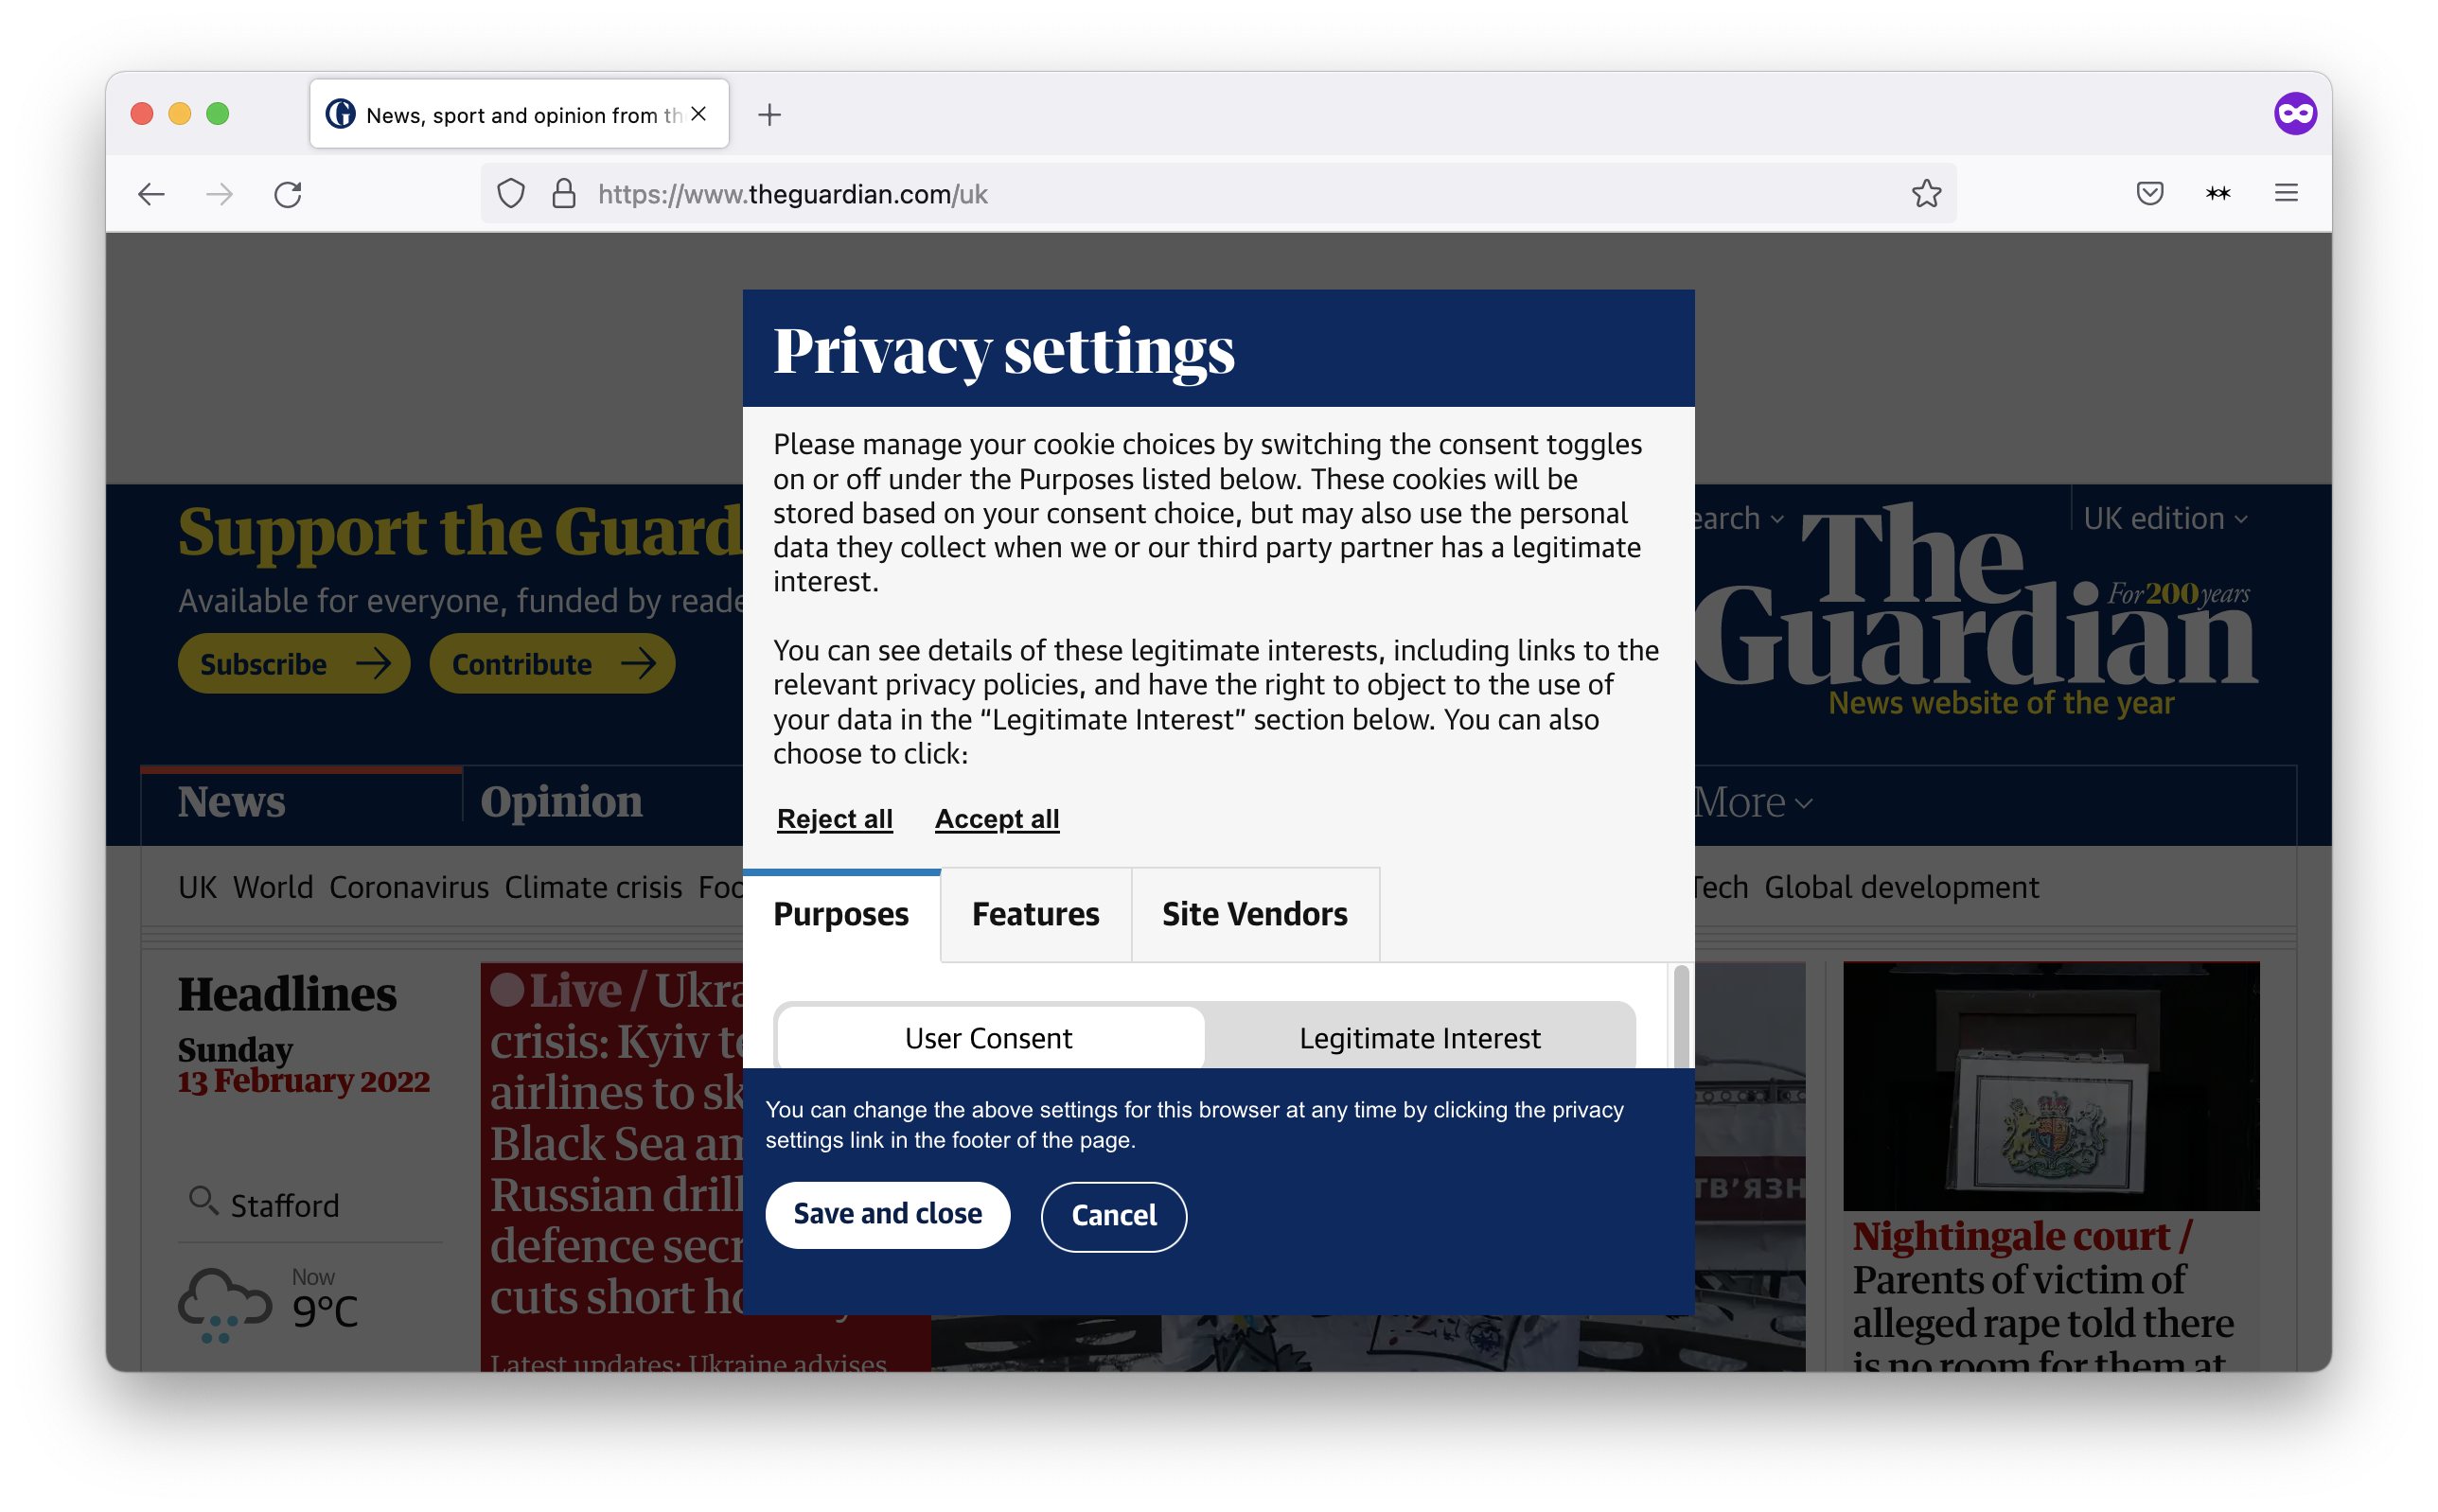 News, sport and opinion from th
https://www.theguardian.com/uk
Support the Guard
Available for everyone, funded by reade
Subscribe
Contribute
earch
UK edition
The
Guardian
For 200 years
News website of the year
News
Opinion
More
UK World Coronavirus Climate crisis Foo
Tech Global development
Privacy settings
Please manage your cookie choices by switching the consent toggles
on or off under the Purposes listed below. These cookies will be
stored based on your consent choice, but may also use the personal
data they collect when we or our third party partner has a legitimate
interest.
You can see details of these legitimate interests, including links to the
relevant privacy policies, and have the right to object to the use of
your data in the “Legitimate Interest” section below. You can also
choose to click:
Reject all
Accept all
Purposes
Features
Site Vendors
User Consent
Legitimate Interest
You can change the above settings for this browser at any time by clicking the privacy
settings link in the footer of the page.
Save and close
Cancel
Headlines
Sunday
13 February 2022
Stafford
Now
9°C
Live / Ukra
crisis: Kyiv te
airlines to sk
Black Sea am
Russian drill
defence secr
cuts short ho
Latest updates: Ukraine advises
ТВ’ЯЗН
Nightingale court /
Parents of victim of
alleged rape told there
is no room for them at